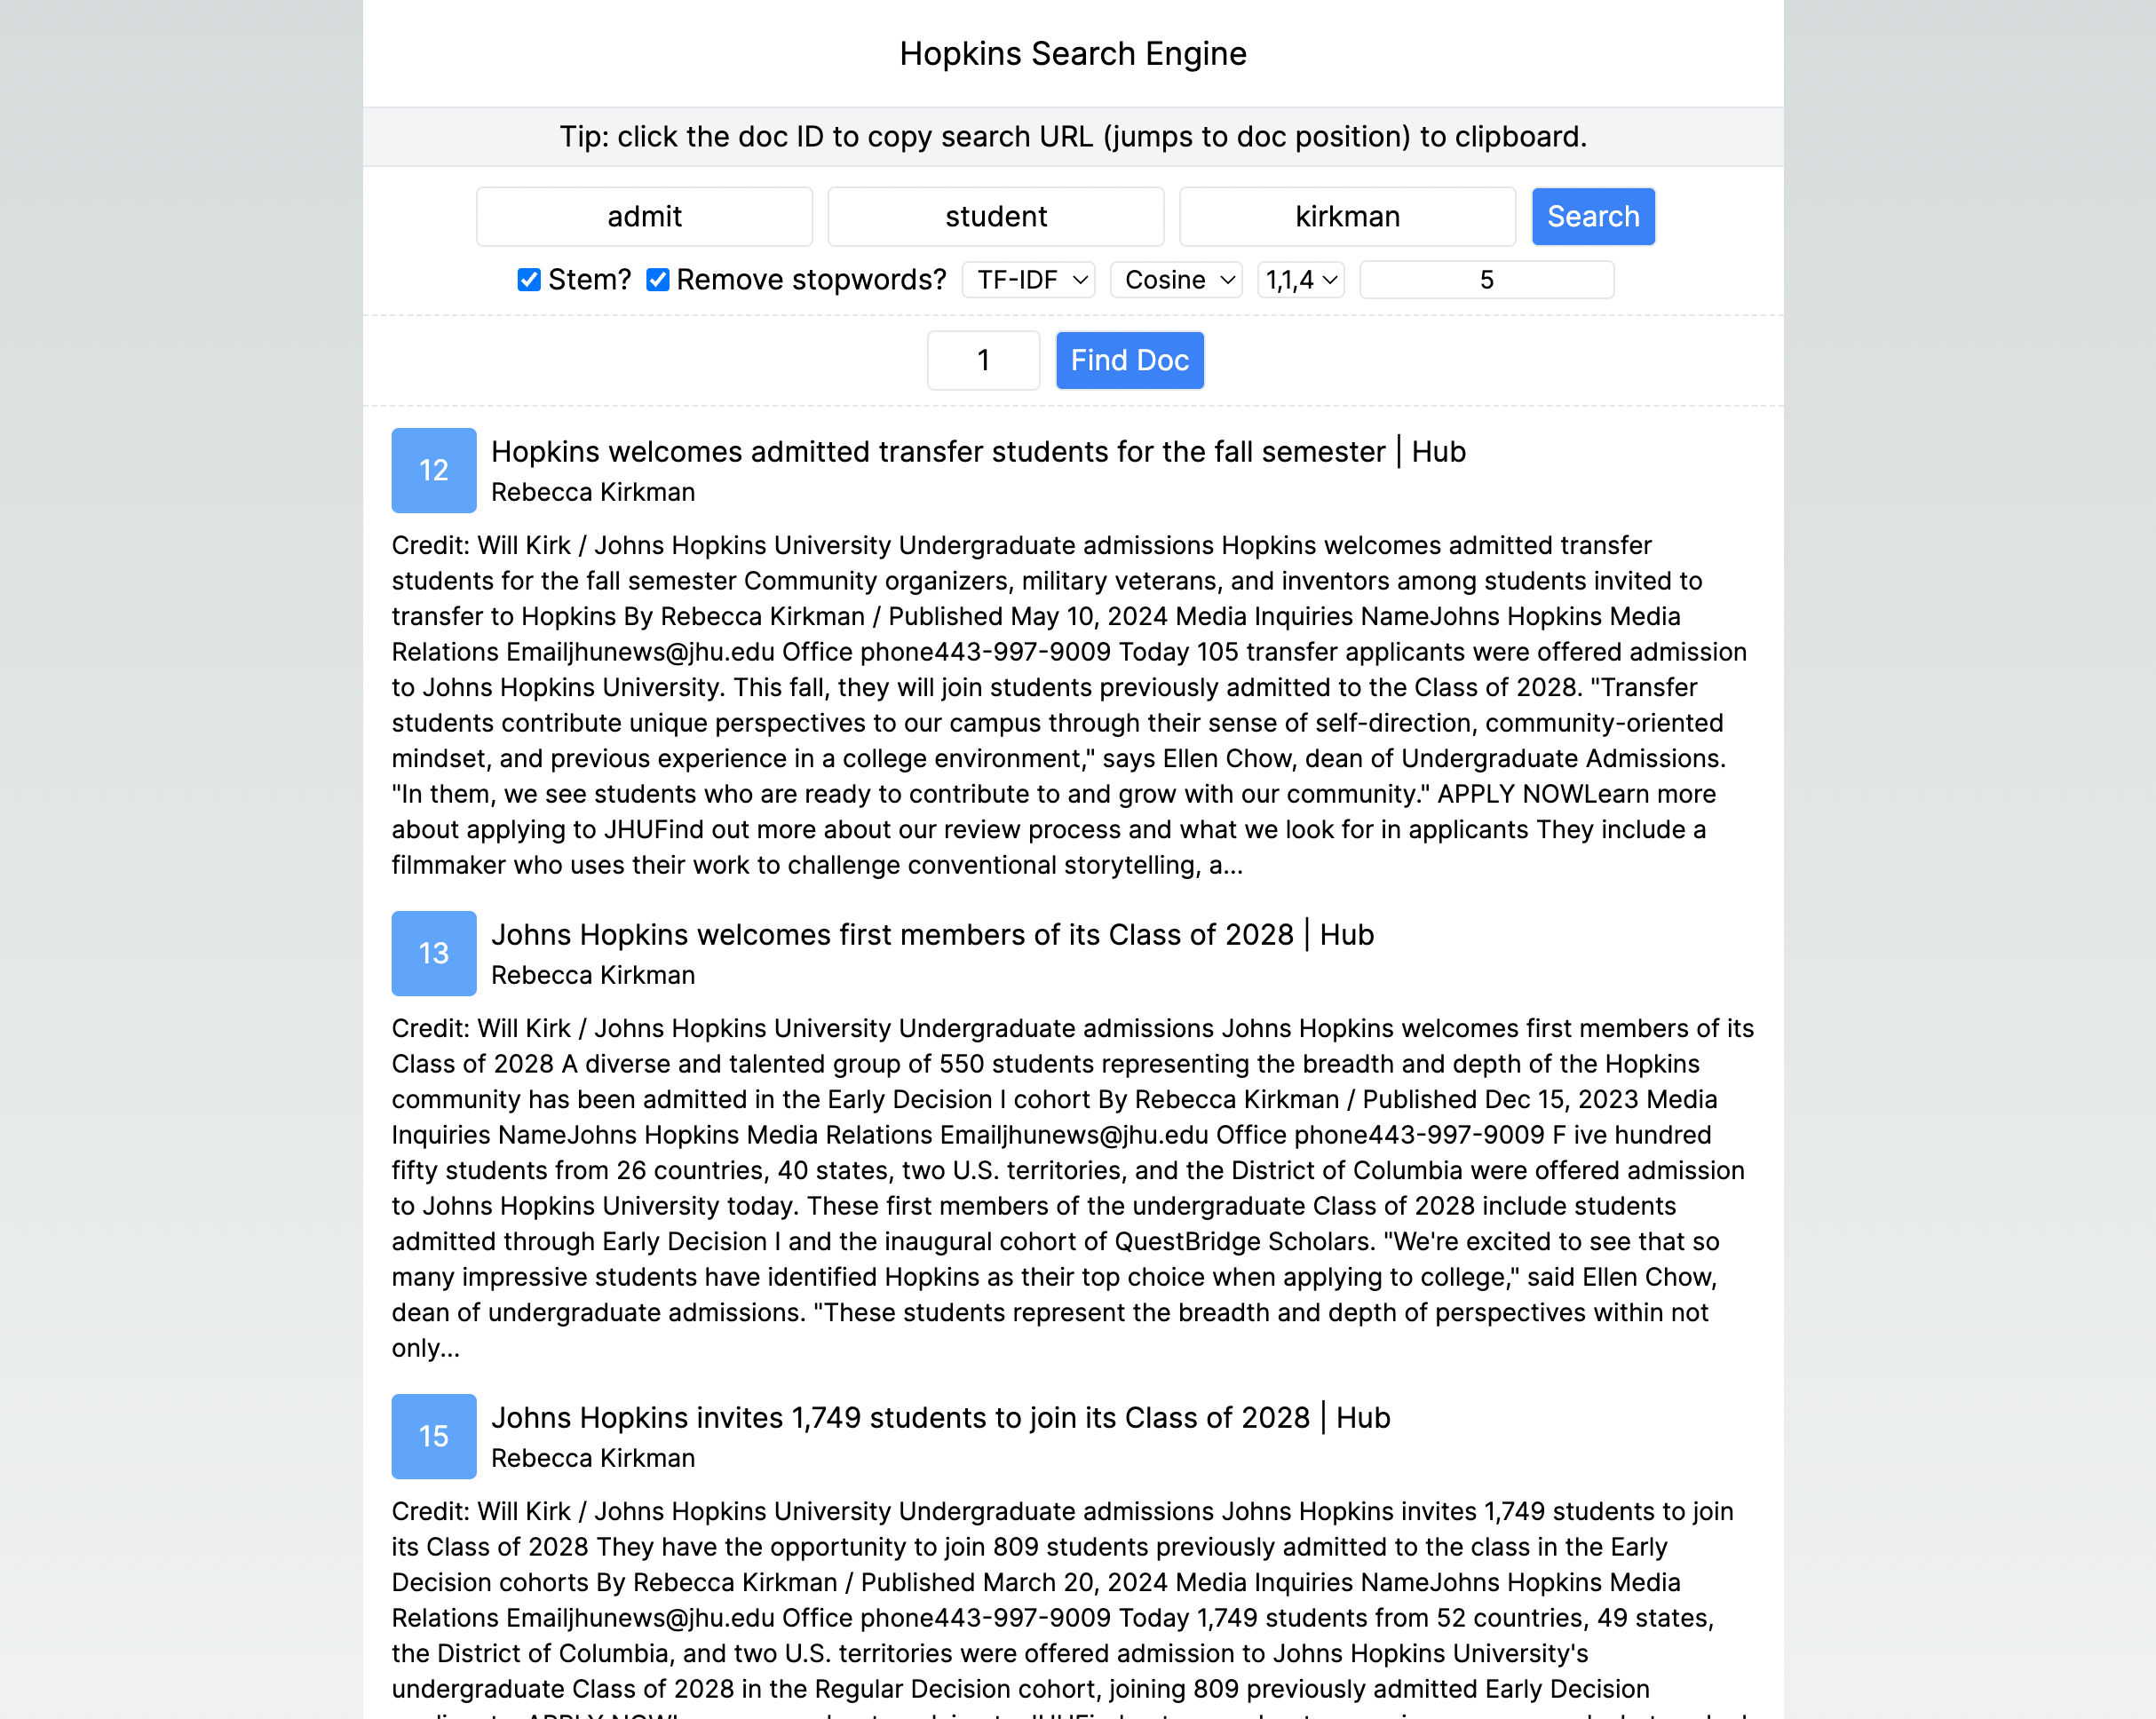 Hopkins Search Engine
Tip: click the doc ID to copy search URL (jumps to doc position) to clipboard.
admit student kirkman Search
Stem? Remove stopwords? TF-IDF Cosine 1,1,4 5
1 Find Doc
12 Hopkins welcomes admitted transfer students for the fall semester | Hub
Rebecca Kirkman
Credit: Will Kirk / Johns Hopkins University Undergraduate admissions Hopkins welcomes admitted transfer
students for the fall semester Community organizers, military veterans, and inventors among students invited to
transfer to Hopkins By Rebecca Kirkman / Published May 10, 2024 Media Inquiries NameJohns Hopkins Media
Relations Emailjhunews@jhu.edu Office phone443-997-9009 Today 105 transfer applicants were offered admission
to Johns Hopkins University. This fall, they will join students previously admitted to the Class of 2028. "Transfer
students contribute unique perspectives to our campus through their sense of self-direction, community-oriented
mindset, and previous experience in a college environment," says Ellen Chow, dean of Undergraduate Admissions.
"In them, we see students who are ready to contribute to and grow with our community." APPLY NOWLearn more
about applying to JHUFind out more about our review process and what we look for in applicants They include a
filmmaker who uses their work to challenge conventional storytelling, a...
13 Johns Hopkins welcomes first members of its Class of 2028 | Hub
Rebecca Kirkman
Credit: Will Kirk / Johns Hopkins University Undergraduate admissions Johns Hopkins welcomes first members of its
Class of 2028 A diverse and talented group of 550 students representing the breadth and depth of the Hopkins
community has been admitted in the Early Decision I cohort By Rebecca Kirkman / Published Dec 15, 2023 Media
Inquiries NameJohns Hopkins Media Relations Emailjhunews@jhu.edu Office phone443-997-9009 F ive hundred
fifty students from 26 countries, 40 states, two U.S. territories, and the District of Columbia were offered admission
to Johns Hopkins University today. These first members of the undergraduate Class of 2028 include students
admitted through Early Decision I and the inaugural cohort of QuestBridge Scholars. "We're excited to see that so
many impressive students have identified Hopkins as their top choice when applying to college," said Ellen Chow,
dean of undergraduate admissions. "These students represent the breadth and depth of perspectives within not
only...
15 Johns Hopkins invites 1,749 students to join its Class of 2028 | Hub
Rebecca Kirkman
Credit: Will Kirk / Johns Hopkins University Undergraduate admissions Johns Hopkins invites 1,749 students to join
its Class of 2028 They have the opportunity to join 809 students previously admitted to the class in the Early
Decision cohorts By Rebecca Kirkman / Published March 20, 2024 Media Inquiries NameJohns Hopkins Media
Relations Emailjhunews@jhu.edu Office phone443-997-9009 Today 1,749 students from 52 countries, 49 states,
the District of Columbia, and two U.S. territories were offered admission to Johns Hopkins University's
undergraduate Class of 2028 in the Regular Decision cohort, joining 809 previously admitted Early Decision